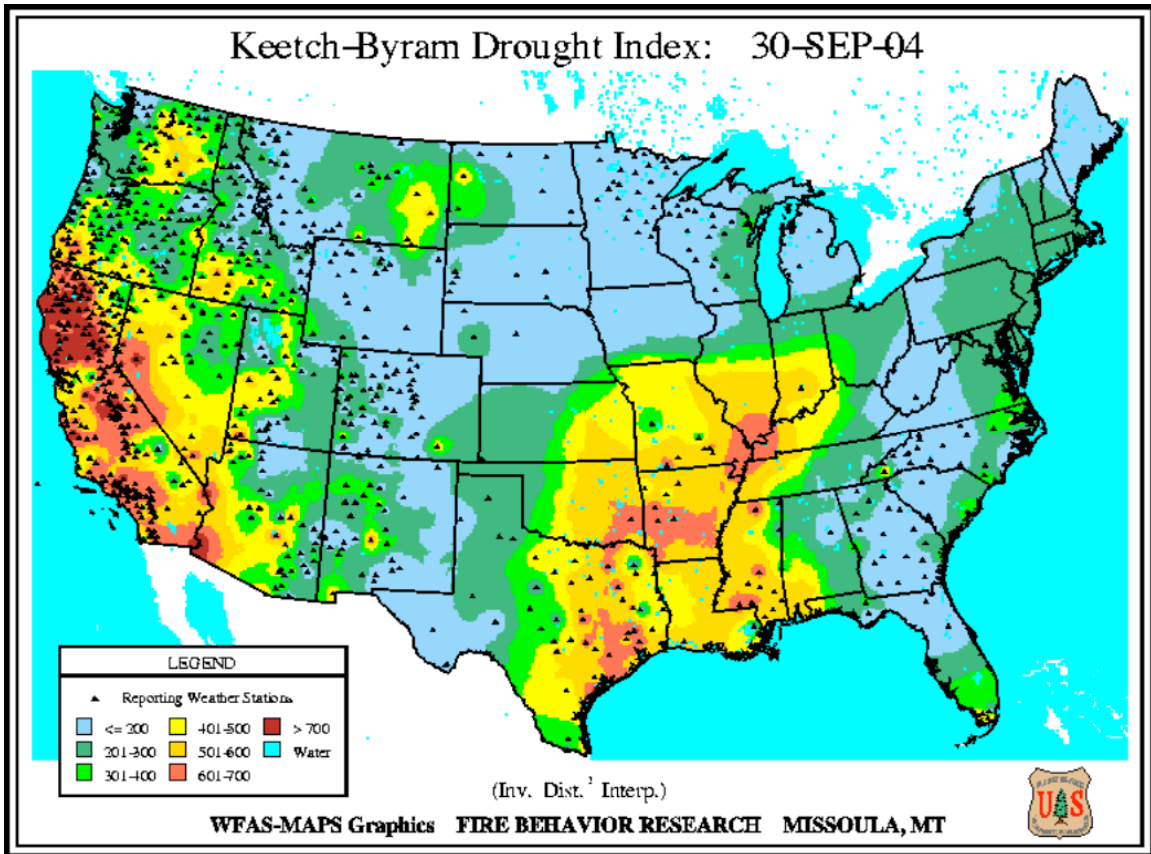 Keetch-Byram Drought Index: 30-SEP-04
LEGEND
Reporting Weather Stations
<= 200
401-500
> 700
201-300
501-600
Water
301-400
601-700
(Inv. Dist.² Interp.)
WFAS-MAPS Graphics FIRE BEHAVIOR RESEARCH MISSOULA, MT
U S